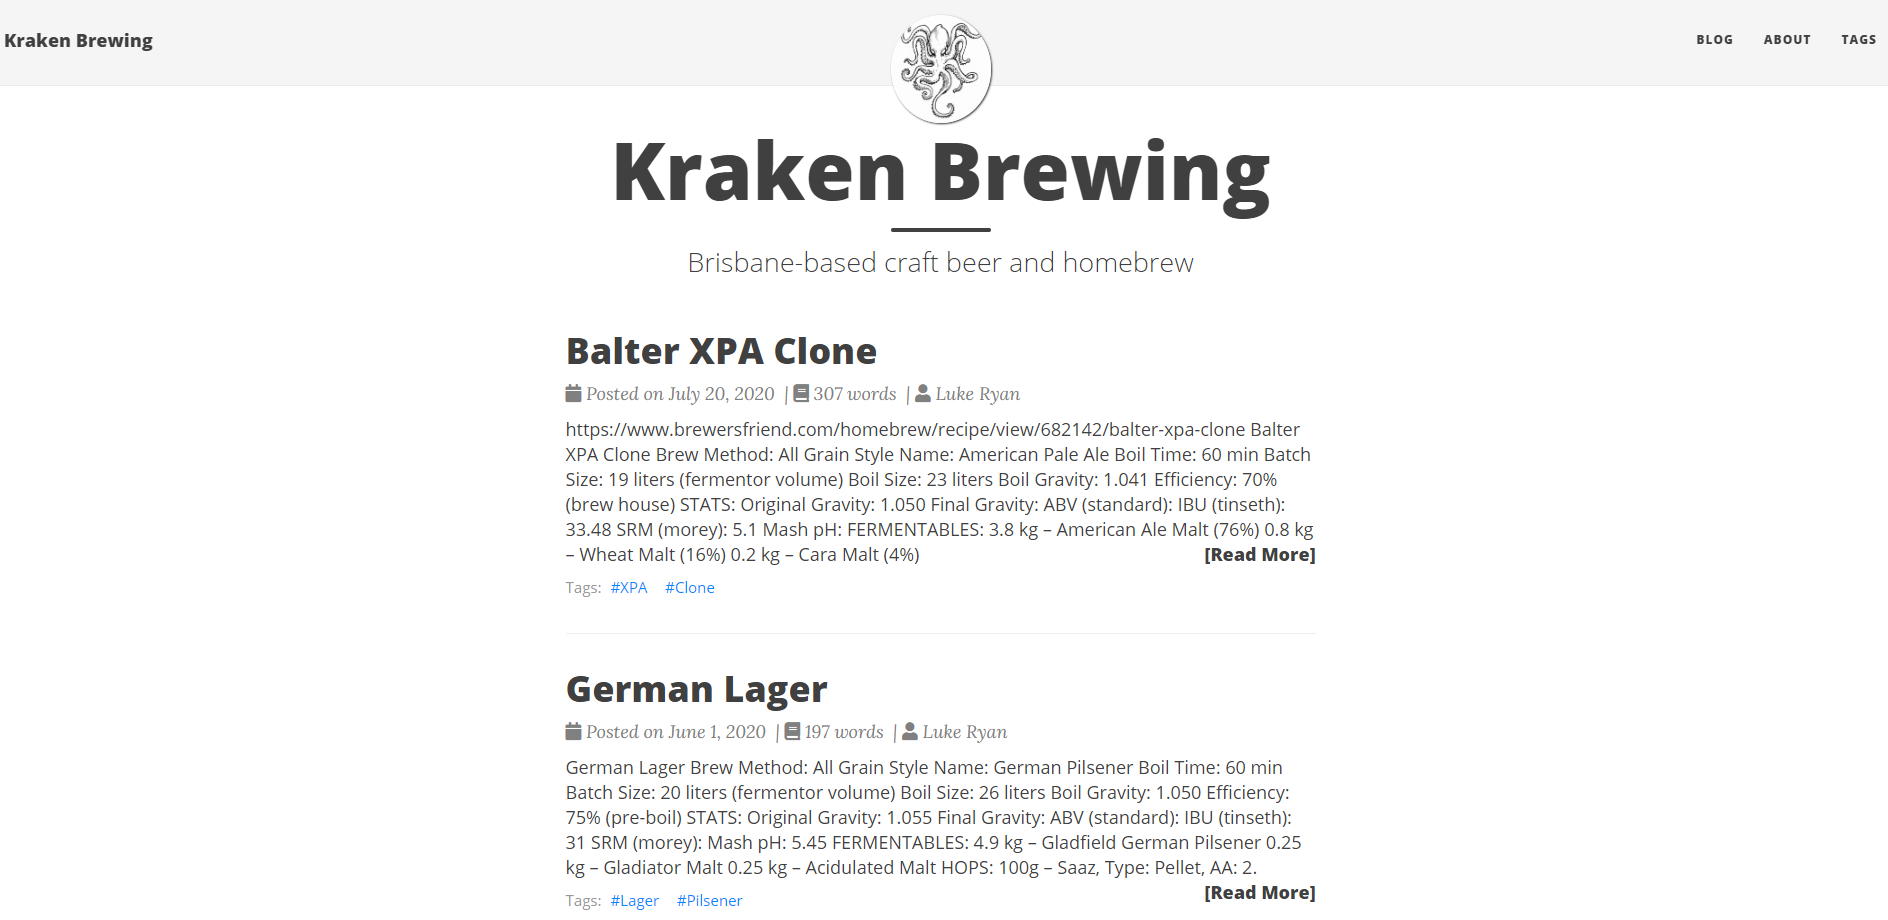 Kraken Brewing
BLOG ABOUT TAGS
Kraken Brewing
Brisbane-based craft beer and homebrew
Balter XPA Clone
Posted on July 20, 2020 | 307 words | Luke Ryan
https://www.brewersfriend.com/homebrew/recipe/view/682142/balter-xpa-clone Balter
XPA Clone Brew Method: All Grain Style Name: American Pale Ale Boil Time: 60 min Batch
Size: 19 liters (fermentor volume) Boil Size: 23 liters Boil Gravity: 1.041 Efficiency: 70%
(brew house) STATS: Original Gravity: 1.050 Final Gravity: ABV (standard): IBU (tinseth):
33.48 SRM (morey): 5.1 Mash pH: FERMENTABLES: 3.8 kg – American Ale Malt (76%) 0.8 kg
– Wheat Malt (16%) 0.2 kg – Cara Malt (4%) [Read More]
Tags: #XPA #Clone
German Lager
Posted on June 1, 2020 | 197 words | Luke Ryan
German Lager Brew Method: All Grain Style Name: German Pilsener Boil Time: 60 min
Batch Size: 20 liters (fermentor volume) Boil Size: 26 liters Boil Gravity: 1.050 Efficiency:
75% (pre-boil) STATS: Original Gravity: 1.055 Final Gravity: ABV (standard): IBU (tinseth):
31 SRM (morey): Mash pH: 5.45 FERMENTABLES: 4.9 kg – Gladfield German Pilsener 0.25
kg – Gladiator Malt 0.25 kg – Acidulated Malt HOPS: 100g – Saaz, Type: Pellet, AA: 2.
[Read More]
Tags: #Lager #Pilsener